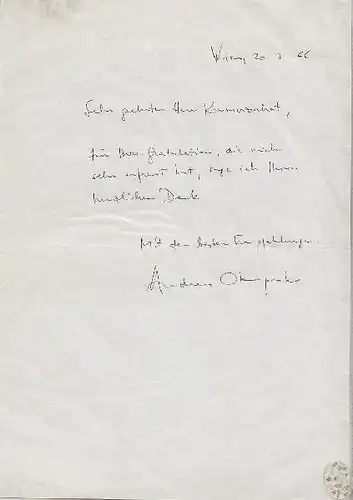 Wien, 20. 3. 66
Sehr geehrter Herr Kommerzialrat,
für Ihre Gratulation, die mich
sehr erfreut hat, sage ich Ihnen
herzlichen Dank
Mit den besten Empfehlungen
Andreas